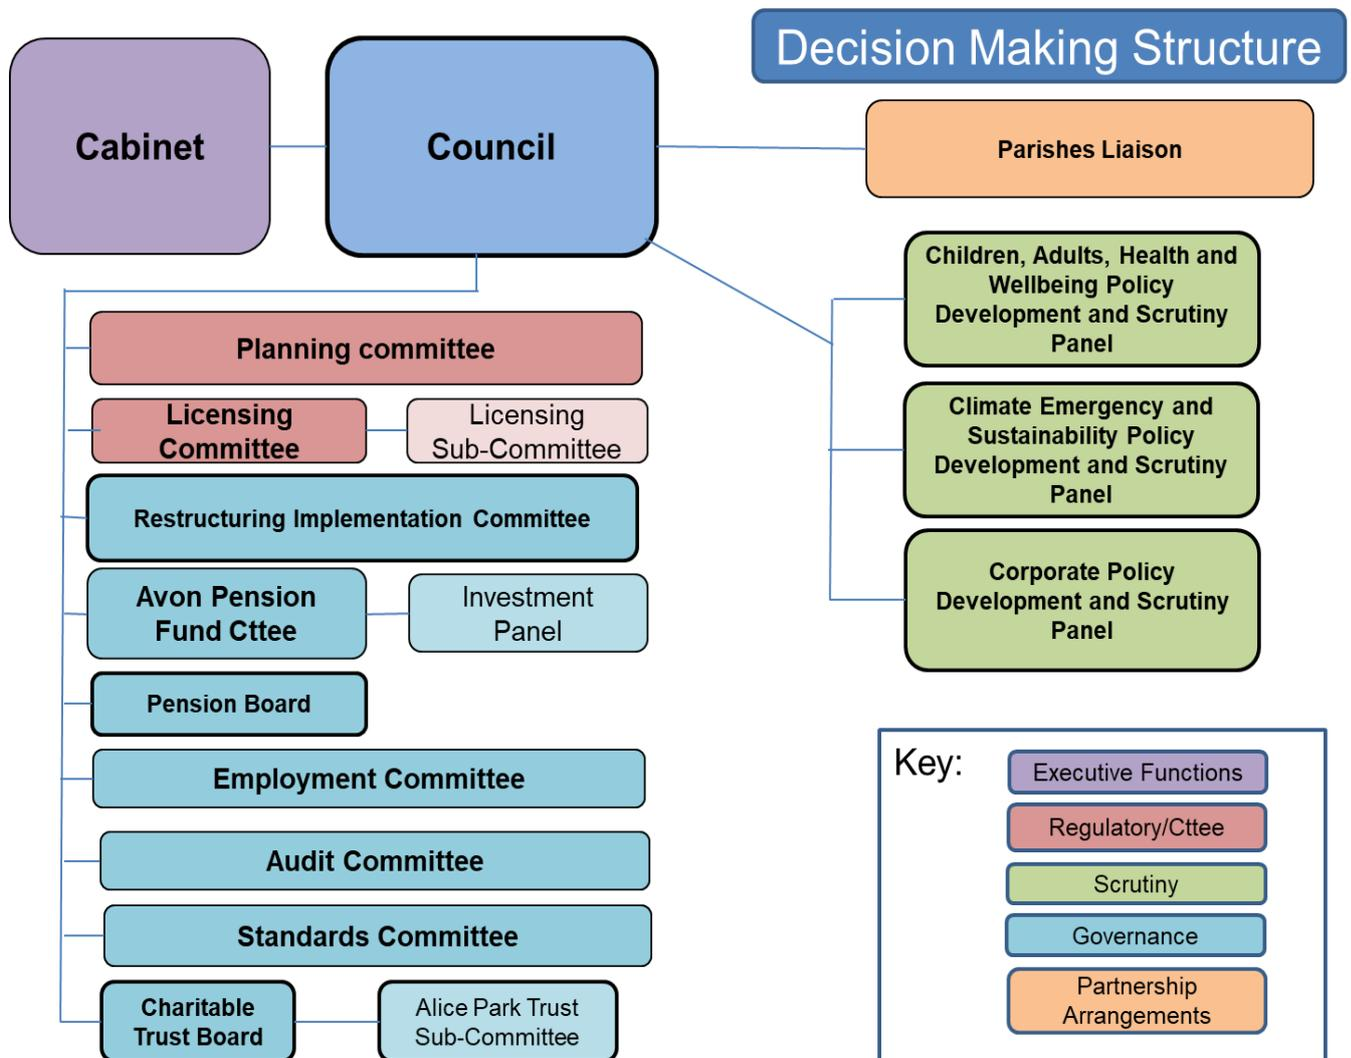 Decision Making Structure
Cabinet
Council
Parishes Liaison
Children, Adults, Health and
Wellbeing Policy
Development and Scrutiny
Panel
Climate Emergency and
Sustainability Policy
Development and Scrutiny
Panel
Corporate Policy
Development and Scrutiny
Panel
Planning committee
Licensing
Committee
Licensing
Sub-Committee
Restructuring Implementation Committee
Avon Pension
Fund Cttee
Investment
Panel
Pension Board
Employment Committee
Audit Committee
Standards Committee
Charitable
Trust Board
Alice Park Trust
Sub-Committee
Key:
Executive Functions
Regulatory/Cttee
Scrutiny
Governance
Partnership
Arrangements